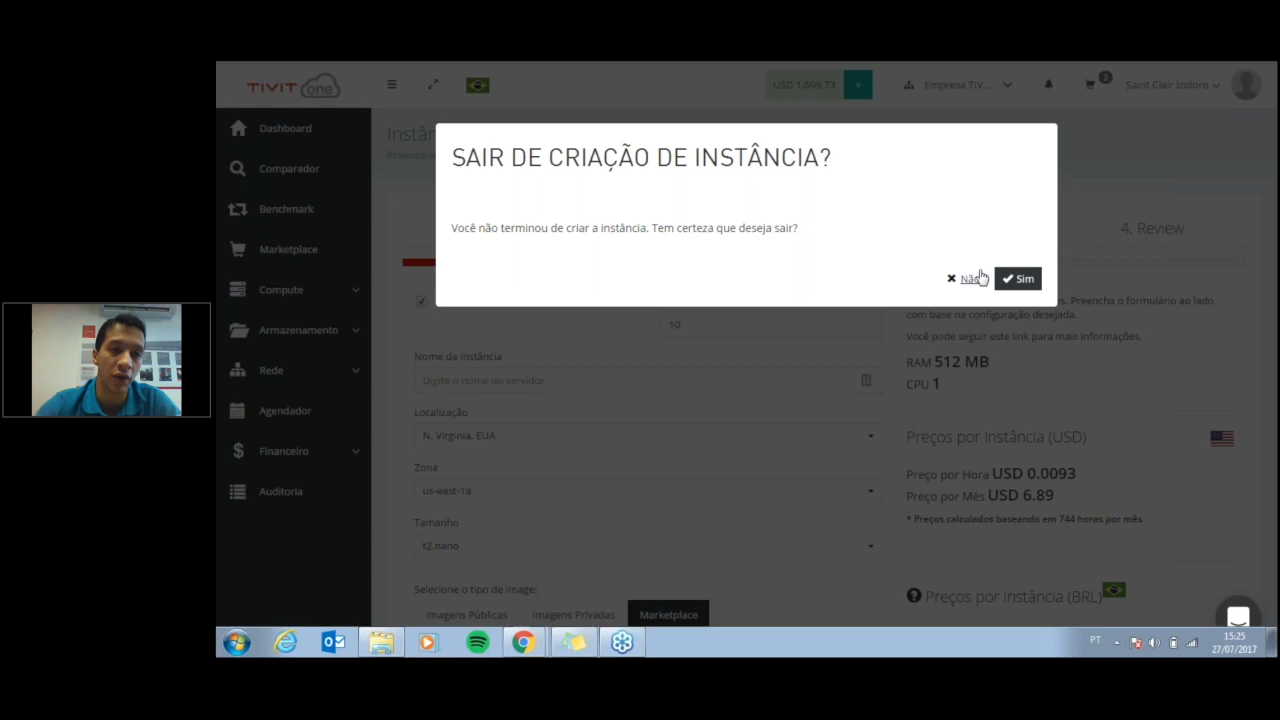 TIVIT one
USD 1.699,73
+
Empresa TIV...
2
Saint Clair Izidoro
Dashboard
Comparador
Benchmark
Marketplace
Compute
Armazenamento
Rede
Agendador
Financeiro
Auditoria
SAIR DE CRIAÇÃO DE INSTÂNCIA?
Você não terminou de criar a instância. Tem certeza que deseja sair?
Não
Sim
4. Review
10
Nome da Instância
Digite o nome do servidor
Localização
N. Virginia, EUA
Zona
us-east-1a
Tamanho
t2.nano
Selecione o tipo de image:
Imagens Públicas
Imagens Privadas
Marketplace
Preencha o formulário ao lado
com base na configuração desejada.
Você pode seguir este link para mais informações.
RAM 512 MB
CPU 1
Preços por Instância (USD)
Preço por Hora USD 0.0093
Preço por Mês USD 6.89
* Preços calculados baseando em 744 horas por mês
Preços por Instância (BRL)
PT
15:25
27/07/2017